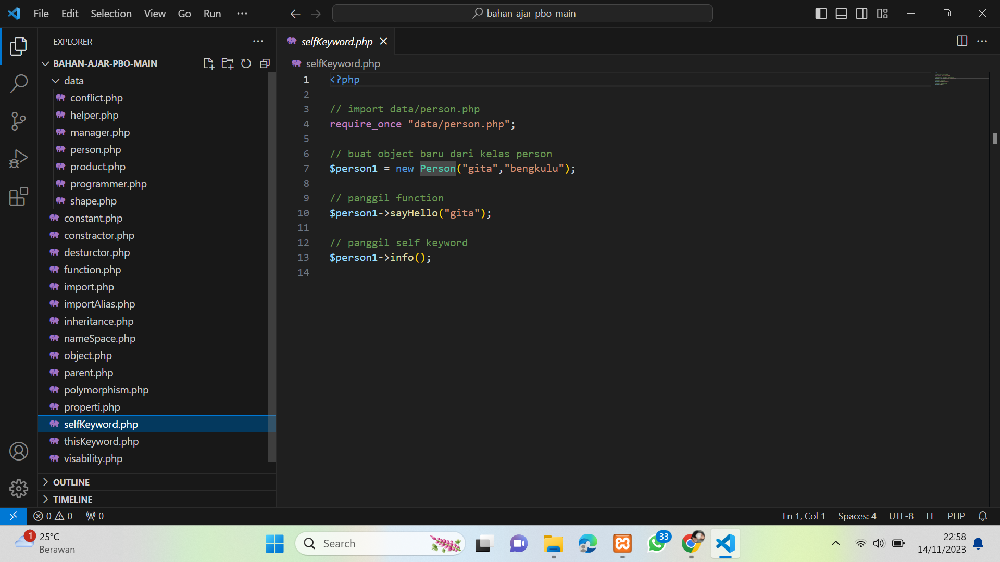 File Edit Selection View Go Run ···
bahan-ajar-pbo-main
EXPLORER
BAHAN-AJAR-PBO-MAIN
data
conflict.php
helper.php
manager.php
person.php
product.php
programmer.php
shape.php
constant.php
constractor.php
desturctor.php
function.php
import.php
importAlias.php
inheritance.php
nameSpace.php
object.php
parent.php
polymorphism.php
properti.php
selfKeyword.php
thisKeyword.php
visability.php
OUTLINE
TIMELINE
selfKeyword.php
selfKeyword.php
1 <?php
2
3 // import data/person.php
4 require_once "data/person.php";
5
6 // buat object baru dari kelas person
7 $person1 = new Person("gita","bengkulu");
8
9 // panggil function
10 $person1->sayHello("gita");
11
12 // panggil self keyword
13 $person1->info();
14
0 0 0
Ln 1, Col 1 Spaces: 4 UTF-8 LF PHP
1
25°C
Berawan
Search
33
22:58
14/11/2023